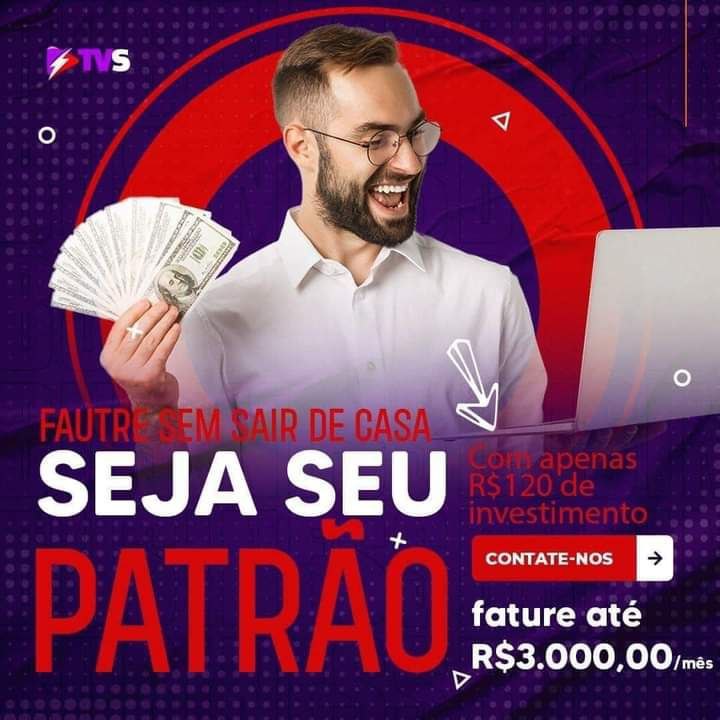 TVS
FAUTRE SEM SAIR DE CASA
SEJA SEU
PATRÃO
Com apenas
R$120 de
investimento
CONTATE-NOS
fature até
R$3.000,00/mês